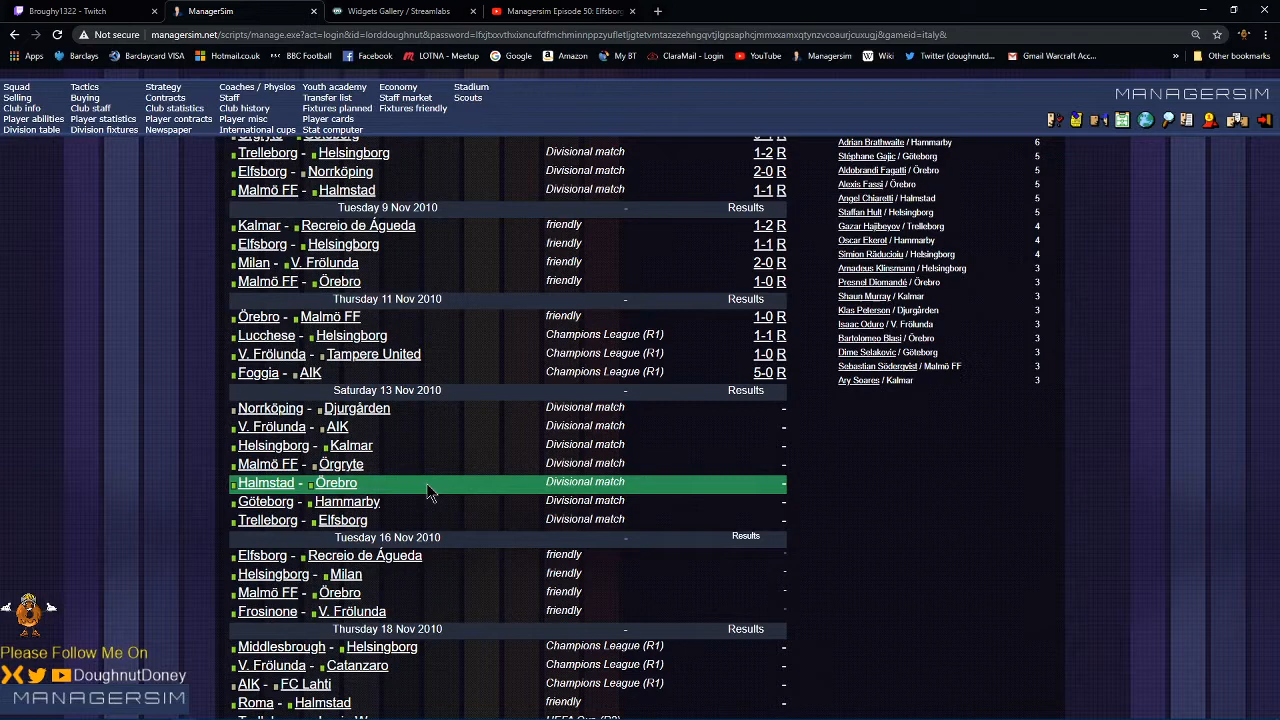 Broughy1322 - Twitch
ManagerSim
Widgets Gallery / Streamlabs
Managersim Episode 50: Elfsborg
Not secure | managersim.net/scripts/manage.exe?act=login&id=lorddoughnut&password=
Apps Barclays Barclaycard VISA Hotmail.co.uk Facebook LOTNA - Meetup Google Amazon My BT ClaraMail - Login YouTube Managersim Wiki Twitter (doughnutd... Gmail Warcraft Acc... Other bookmarks
Squad Tactics Strategy Coaches / Physios Youth academy Economy Stadium
Selling Buying Contracts Staff Transfer list Staff market Scouts
Club info Club staff Club statistics Club history Fixtures planned Fixtures friendly
Player abilities Player statistics Player contracts Player misc Player cards
Division table Division fixtures Newspaper International cups Stat computer
MANAGERSIM
Trelleborg - Helsingborg Divisional match 1-2 R
Elfsborg - Norrköping Divisional match 2-0 R
Malmö FF - Halmstad Divisional match 1-1 R
Tuesday 9 Nov 2010 - Results
Kalmar - Recreio de Águeda friendly 1-2 R
Elfsborg - Helsingborg friendly 1-1 R
Milan - V. Frölunda friendly 2-0 R
Malmö FF - Örebro friendly 1-0 R
Thursday 11 Nov 2010 - Results
Örebro - Malmö FF friendly 1-0 R
Lucchese - Helsingborg Champions League (R1) 1-1 R
V. Frölunda - Tampere United Champions League (R1) 1-0 R
Foggia - AIK Champions League (R1) 5-0 R
Saturday 13 Nov 2010 - Results
Norrköping - Djurgården Divisional match -
V. Frölunda - AIK Divisional match -
Helsingborg - Kalmar Divisional match -
Malmö FF - Örgryte Divisional match -
Halmstad - Örebro Divisional match -
Göteborg - Hammarby Divisional match -
Trelleborg - Elfsborg Divisional match -
Tuesday 16 Nov 2010 - Results
Elfsborg - Recreio de Águeda friendly -
Helsingborg - Milan friendly -
Malmö FF - Örebro friendly -
Frosinone - V. Frölunda friendly -
Thursday 18 Nov 2010 - Results
Middlesbrough - Helsingborg Champions League (R1) -
V. Frölunda - Catanzaro Champions League (R1) -
AIK - FC Lahti Champions League (R1) -
Roma - Halmstad friendly -
Adrian Brathwaite / Hammarby 6
Stéphane Gajic / Göteborg 5
Aldobrandi Fagatti / Örebro 5
Alexis Fassi / Örebro 5
Angel Chiaretti / Halmstad 5
Staffan Hult / Helsingborg 5
Gazar Hajibeyov / Trelleborg 4
Oscar Ekerot / Hammarby 4
Simion Răducioiu / Helsingborg 4
Amadeus Klinsmann / Helsingborg 3
Presnel Diomandé / Örebro 3
Shaun Murray / Kalmar 3
Klas Peterson / Djurgården 3
Isaac Oduro / V. Frölunda 3
Bartolomeo Blasi / Örebro 3
Dime Selakovic / Göteborg 3
Sebastian Söderqvist / Malmö FF 3
Ary Soares / Kalmar 3
Please Follow Me On
DoughnutDoney
MANAGERSIM